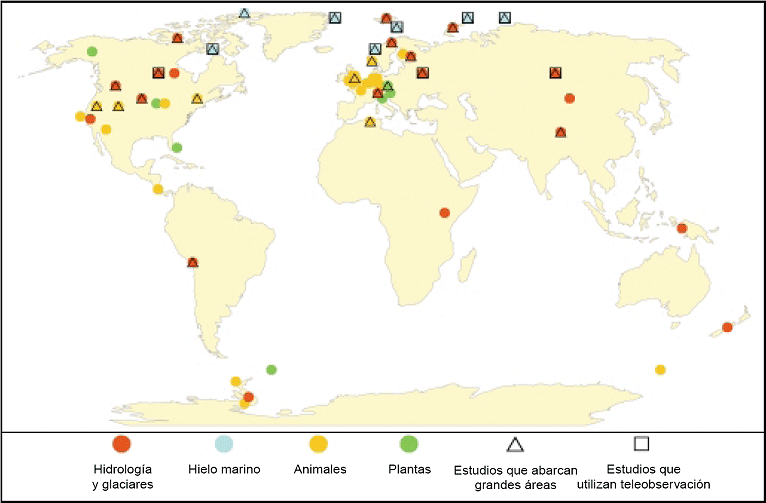 Hidrología
y glaciares
Hielo marino
Animales
Plantas
Estudios que abarcan
grandes áreas
Estudios que
utilizan teleobservación